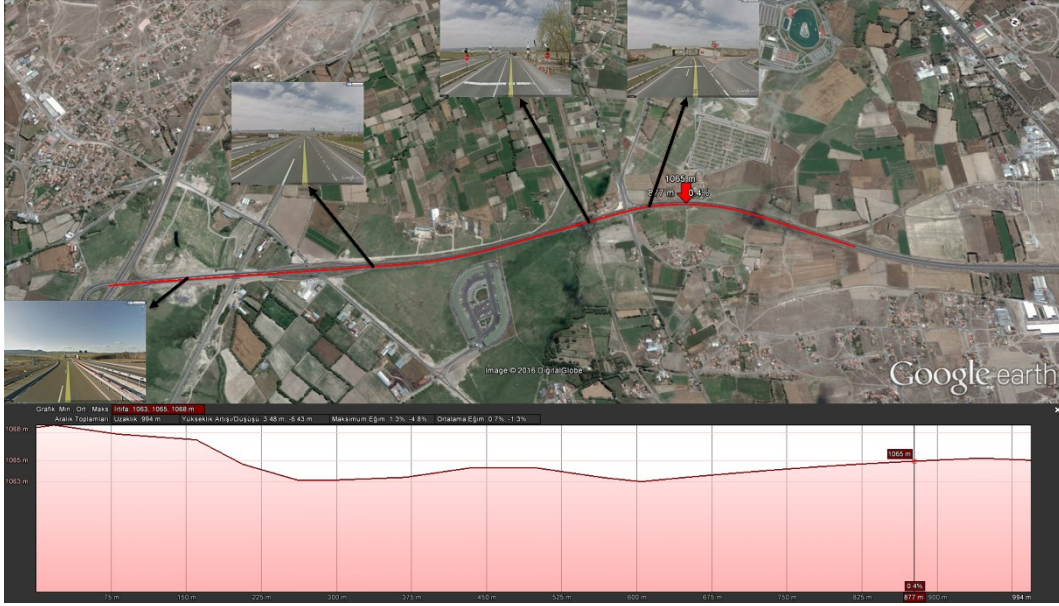 1065 m
877 m 0.4%
Image © 2016 DigitalGlobe
Google earth
Grafik Min , Ort , Maks İrtifa: 1063, 1065, 1068 m
Aralık Toplamları: Uzaklık: 994 m Yükseklik Artışı/Düşüşü: 3.48 m, -8.43 m Maksimum Eğim: 1.3%, -4.8% Ortalama Eğim: 0.7%, -1.3%
1068 m
1065 m
1065 m
1063 m
0.4%
75 m 150 m 225 m 300 m 375 m 450 m 525 m 600 m 675 m 750 m 825 m 877 m 900 m 994 m